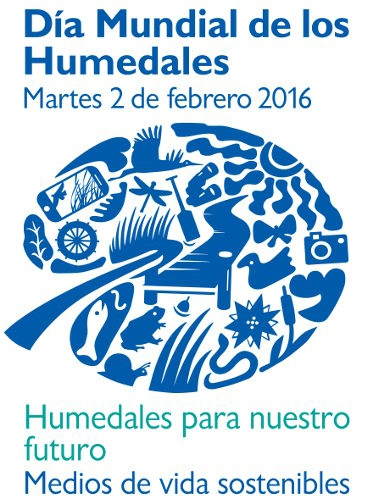 Día Mundial de los
Humedales
Martes 2 de febrero 2016
Humedales para nuestro
futuro
Medios de vida sostenibles